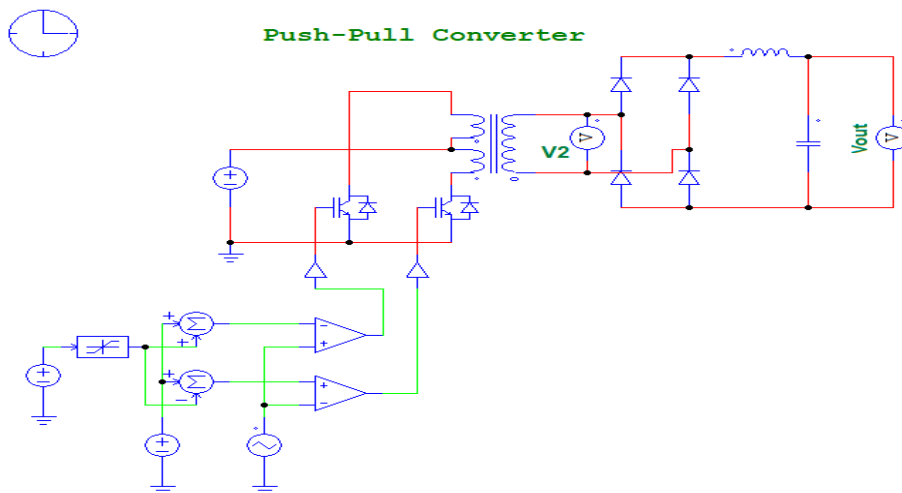 Push-Pull Converter
V2
V
Vout
V
Σ
Σ